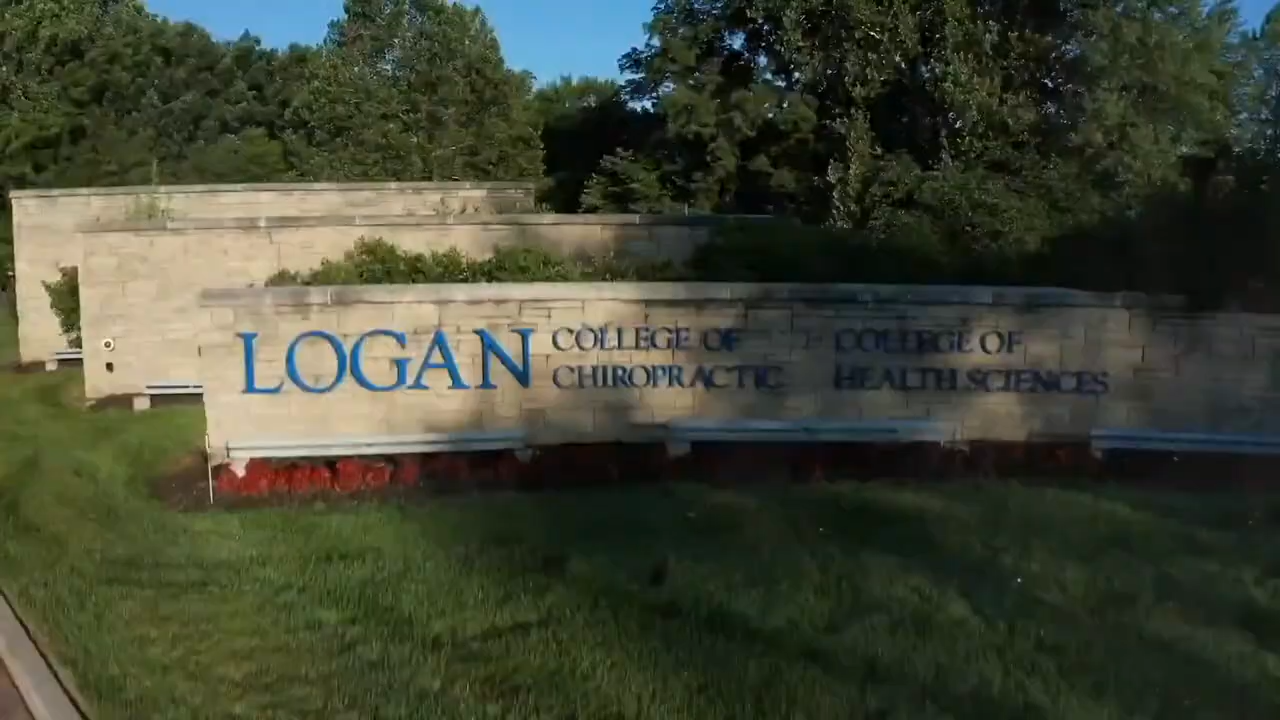 LOGAN
COLLEGE OF
CHIROPRACTIC
COLLEGE OF
HEALTH SCIENCES